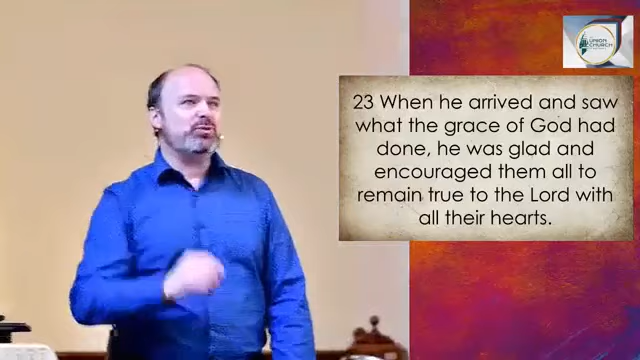 THE
UNION
CHURCH
23 When he arrived and saw
what the grace of God had
done, he was glad and
encouraged them all to
remain true to the Lord with
all their hearts.